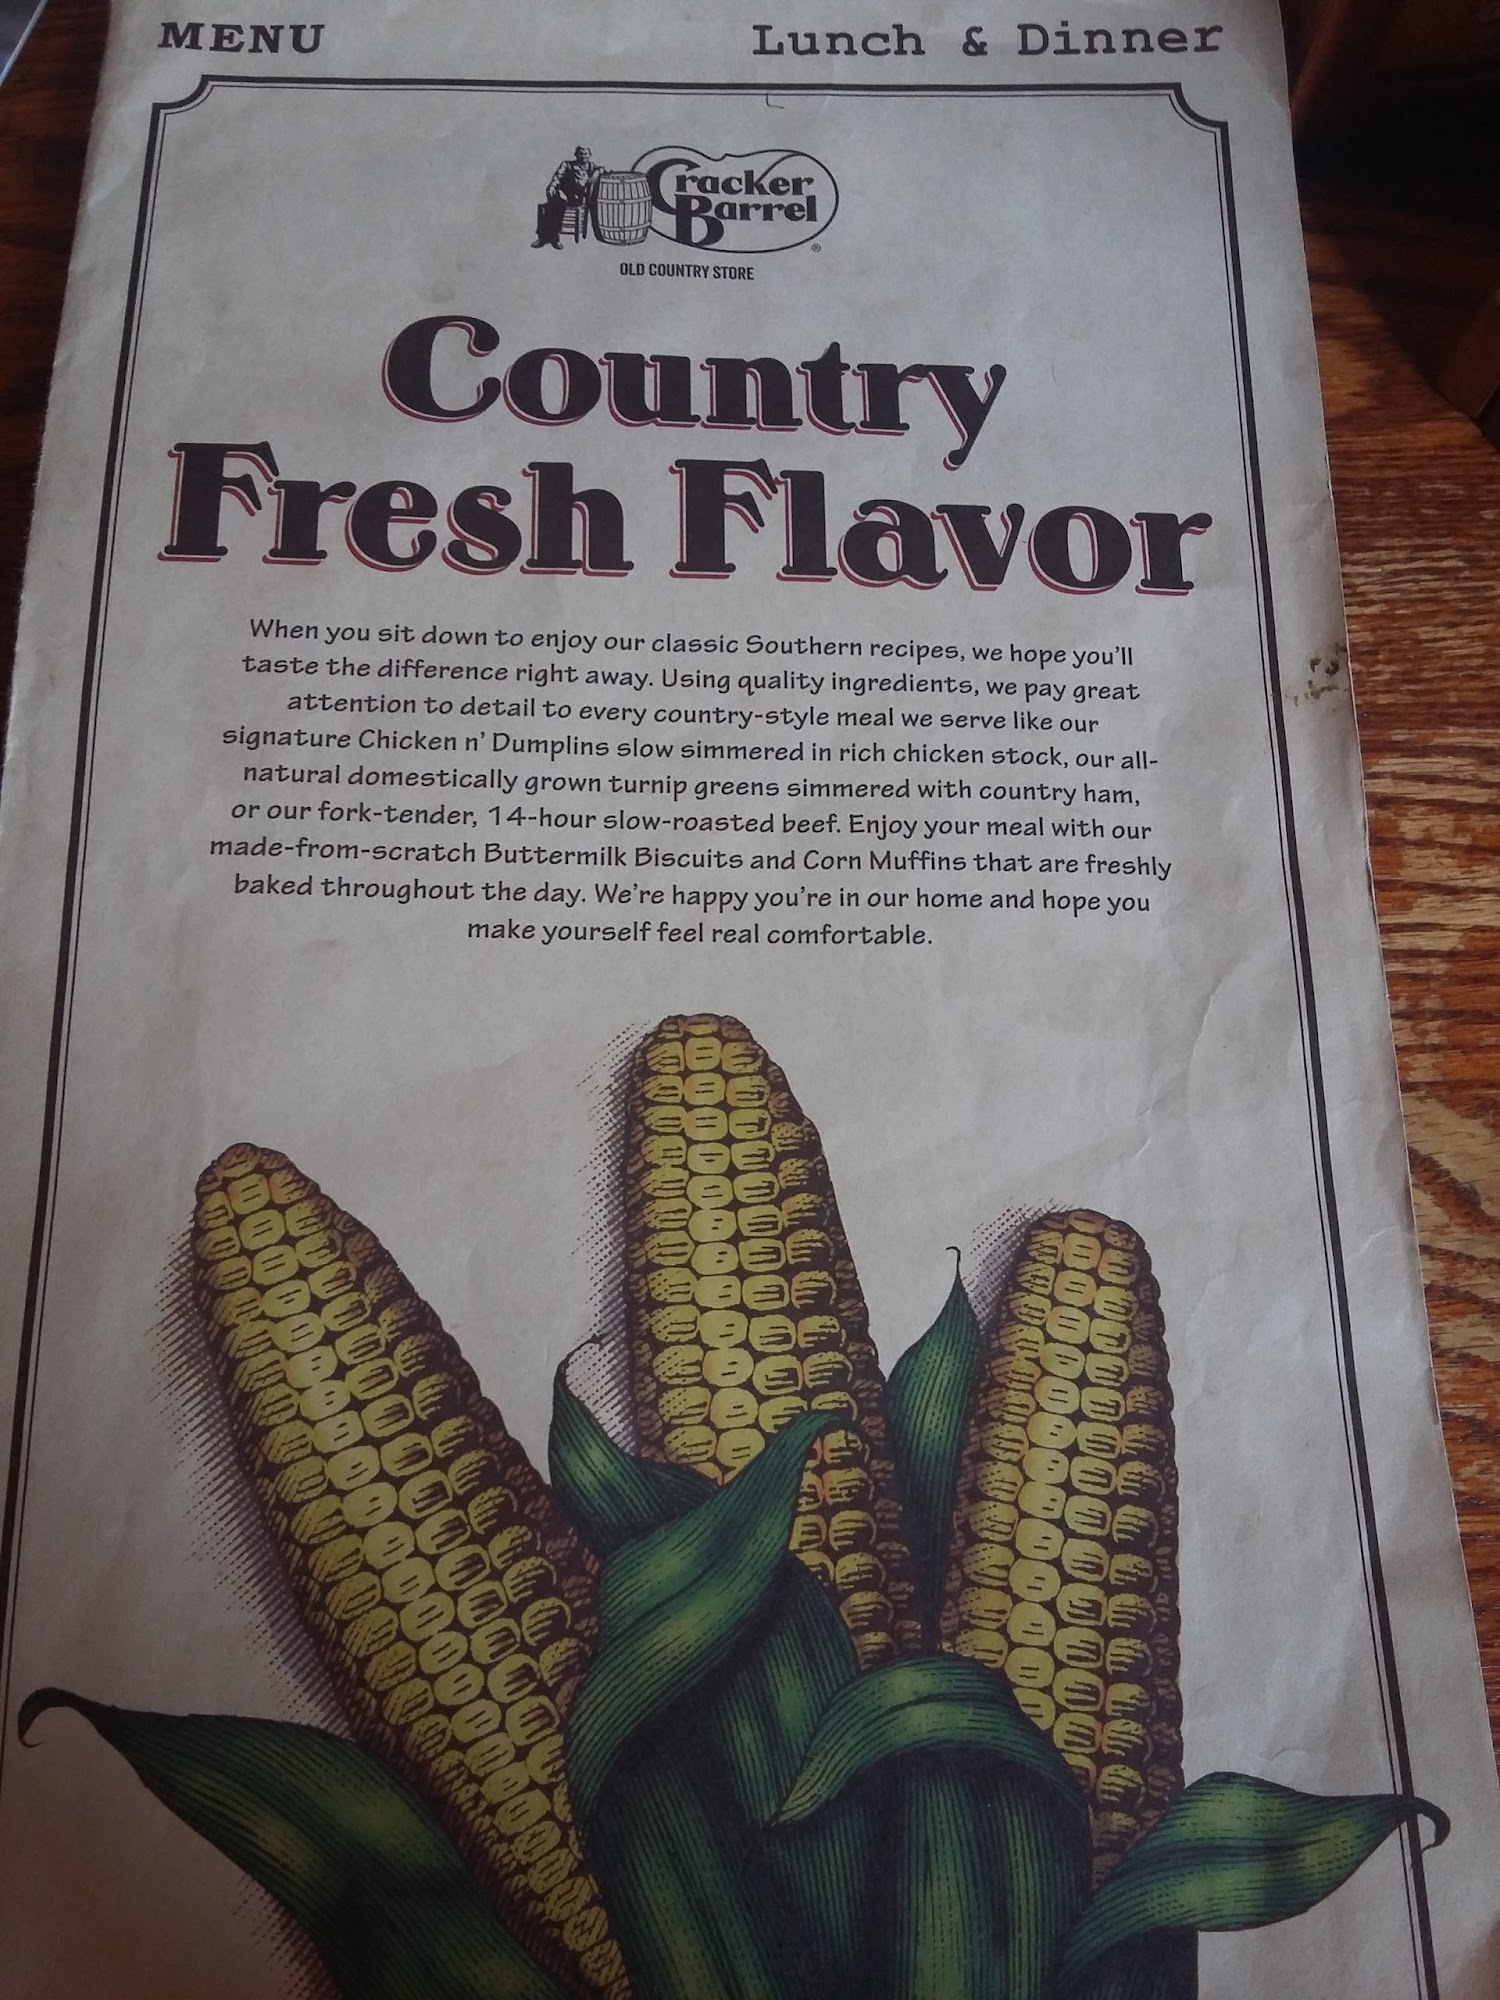 MENU Lunch & Dinner
Cracker
Barrel
®
OLD COUNTRY STORE
Country
Fresh Flavor
When you sit down to enjoy our classic Southern recipes, we hope you'll
taste the difference right away. Using quality ingredients, we pay great
attention to detail to every country-style meal we serve like our
signature Chicken n' Dumplins slow simmered in rich chicken stock, our all-
natural domestically grown turnip greens simmered with country ham,
or our fork-tender, 14-hour slow-roasted beef. Enjoy your meal with our
made-from-scratch Buttermilk Biscuits and Corn Muffins that are freshly
baked throughout the day. We're happy you're in our home and hope you
make yourself feel real comfortable.